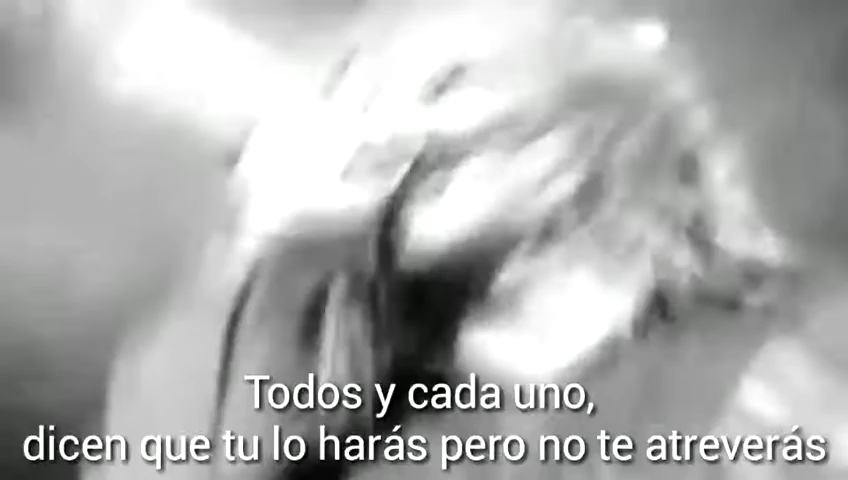 Todos y cada uno,
dicen que tu lo harás pero no te atreverás